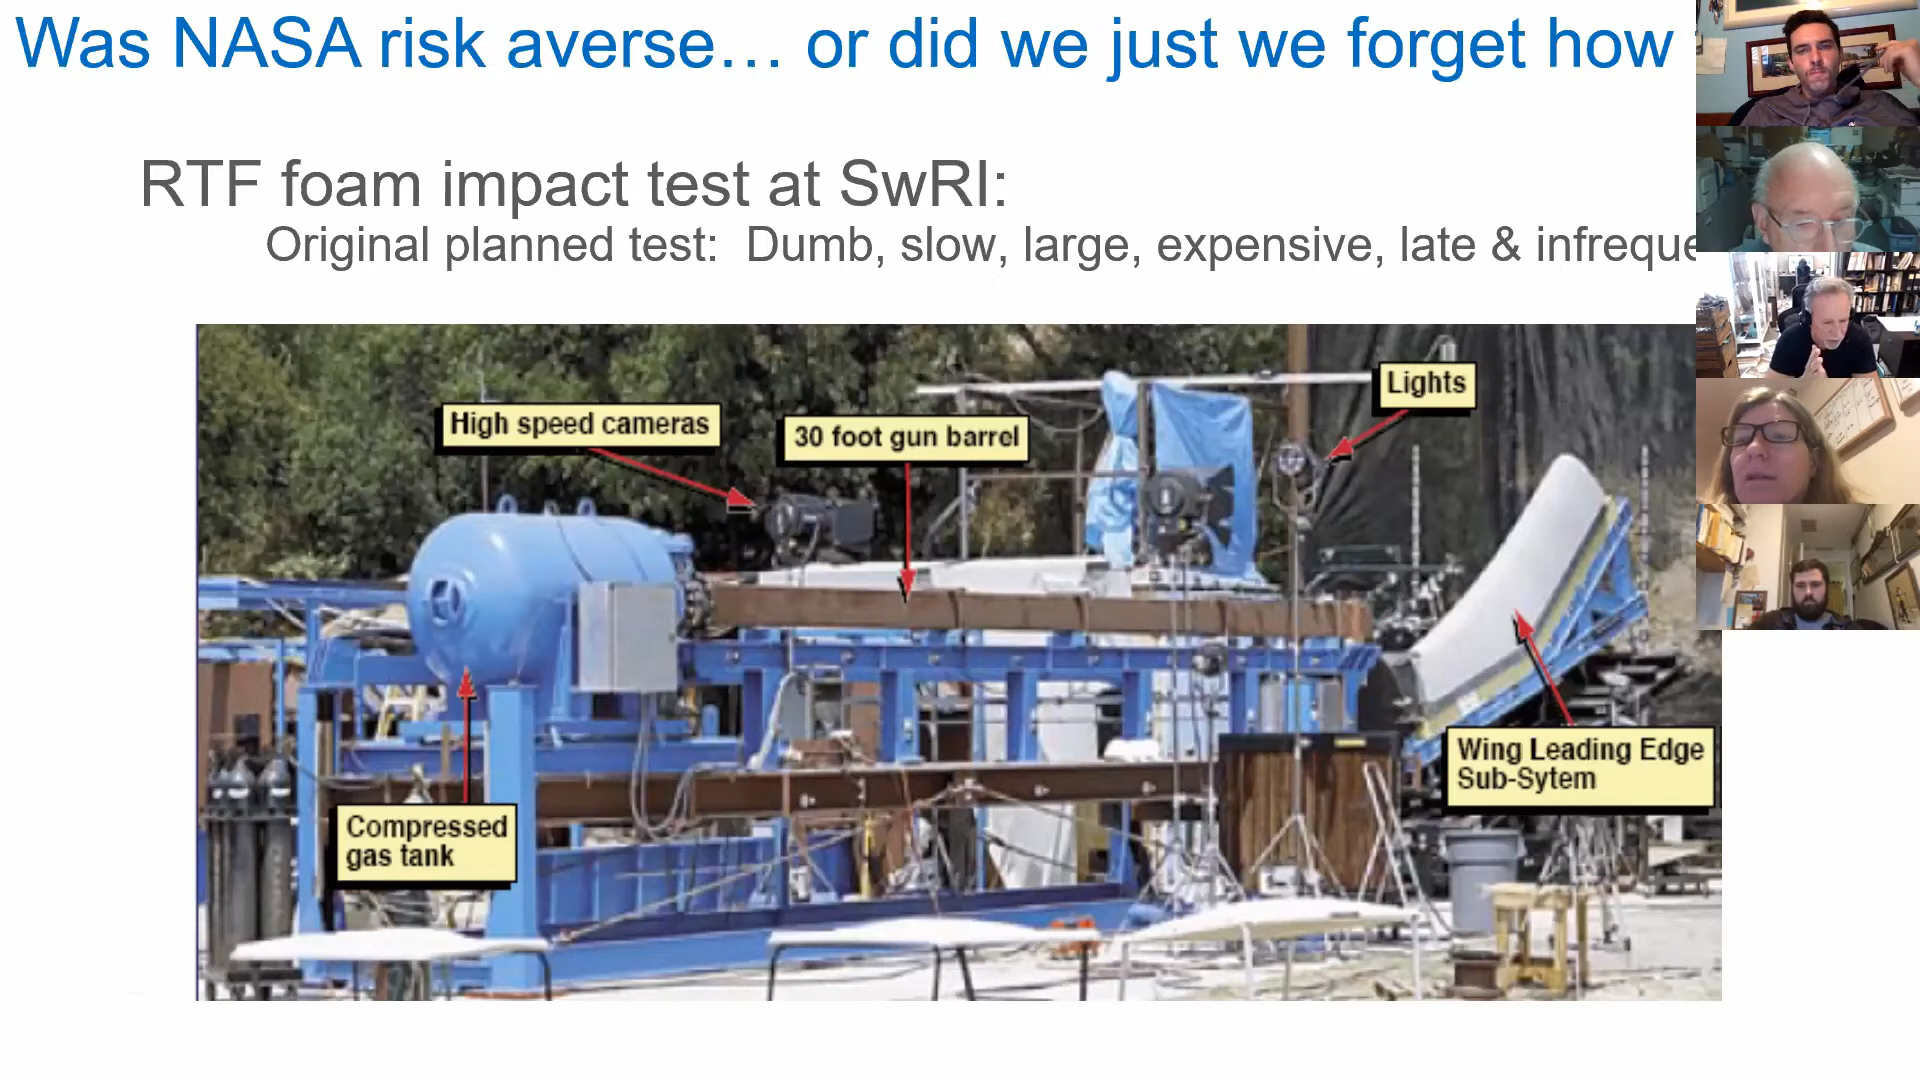 Was NASA risk averse… or did we just we forget how
RTF foam impact test at SwRI:
Original planned test: Dumb, slow, large, expensive, late & infreque
Lights
High speed cameras
30 foot gun barrel
Wing Leading Edge
Sub-Sytem
Compressed
gas tank